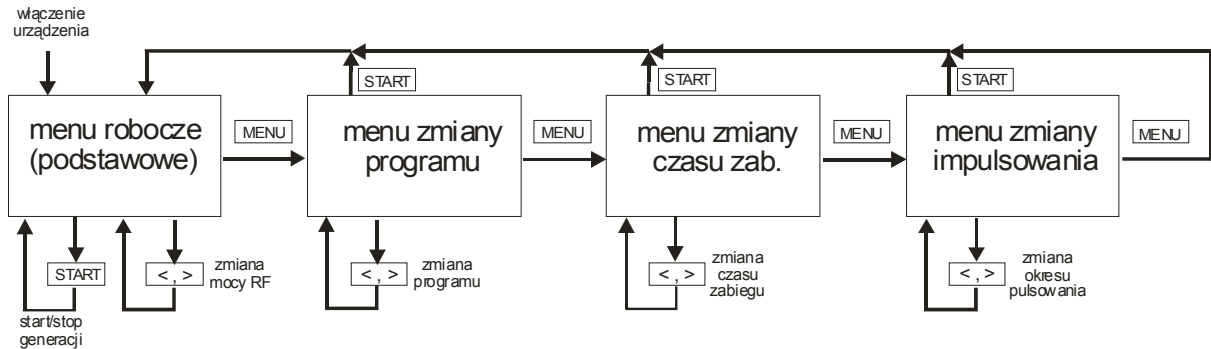 włączenie
urządzenia
START
START
START
menu robocze
(podstawowe)
MENU
menu zmiany
programu
MENU
menu zmiany
czasu zab.
MENU
menu zmiany
impulsowania
MENU
START
< , >
zmiana
mocy RF
< , >
zmiana
programu
< , >
zmiana
czasu
zabiegu
< , >
zmiana
okresu
pulsowania
start/stop
generacji